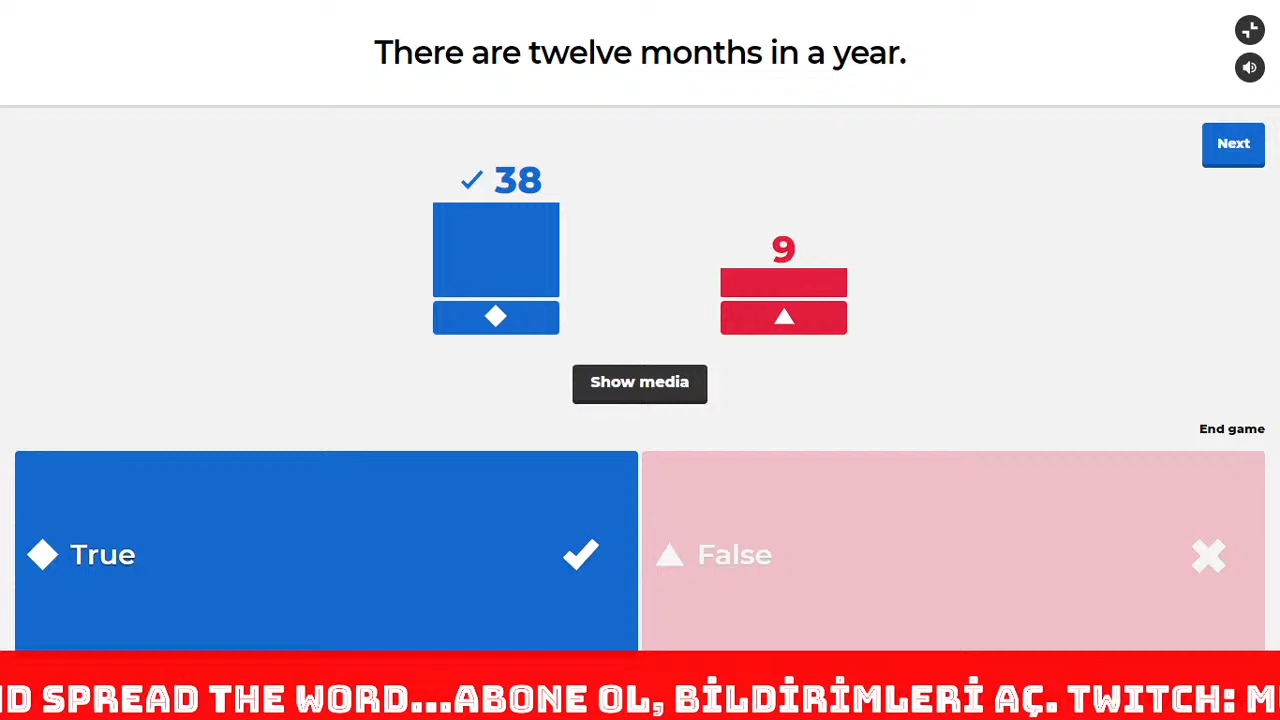 There are twelve months in a year.
Next
38
9
Show media
End game
True
False
SPREAD THE WORD...ABONE OL, BİLDİRİMLERİ AÇ. TWITCH: